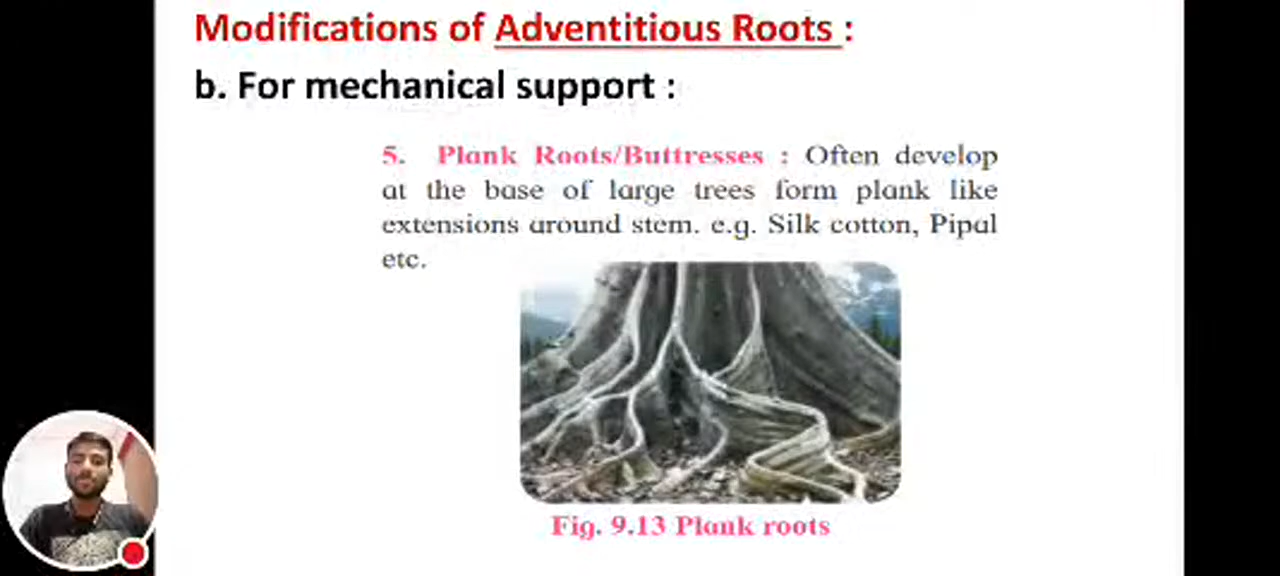 Modifications of Adventitious Roots :
b. For mechanical support :
5. Plank Roots/Buttresses : Often develop
at the base of large trees form plank like
extensions around stem. e.g. Silk cotton, Pipal
etc.
Fig. 9.13 Plank roots